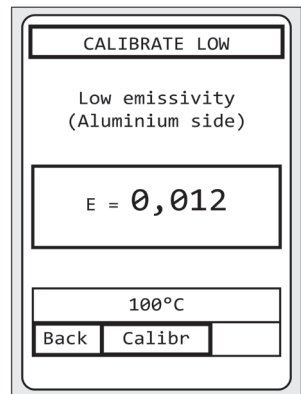 CALIBRATE LOW
Low emissivity
(Aluminium side)
E = 0,012
100°C
Back Calibr